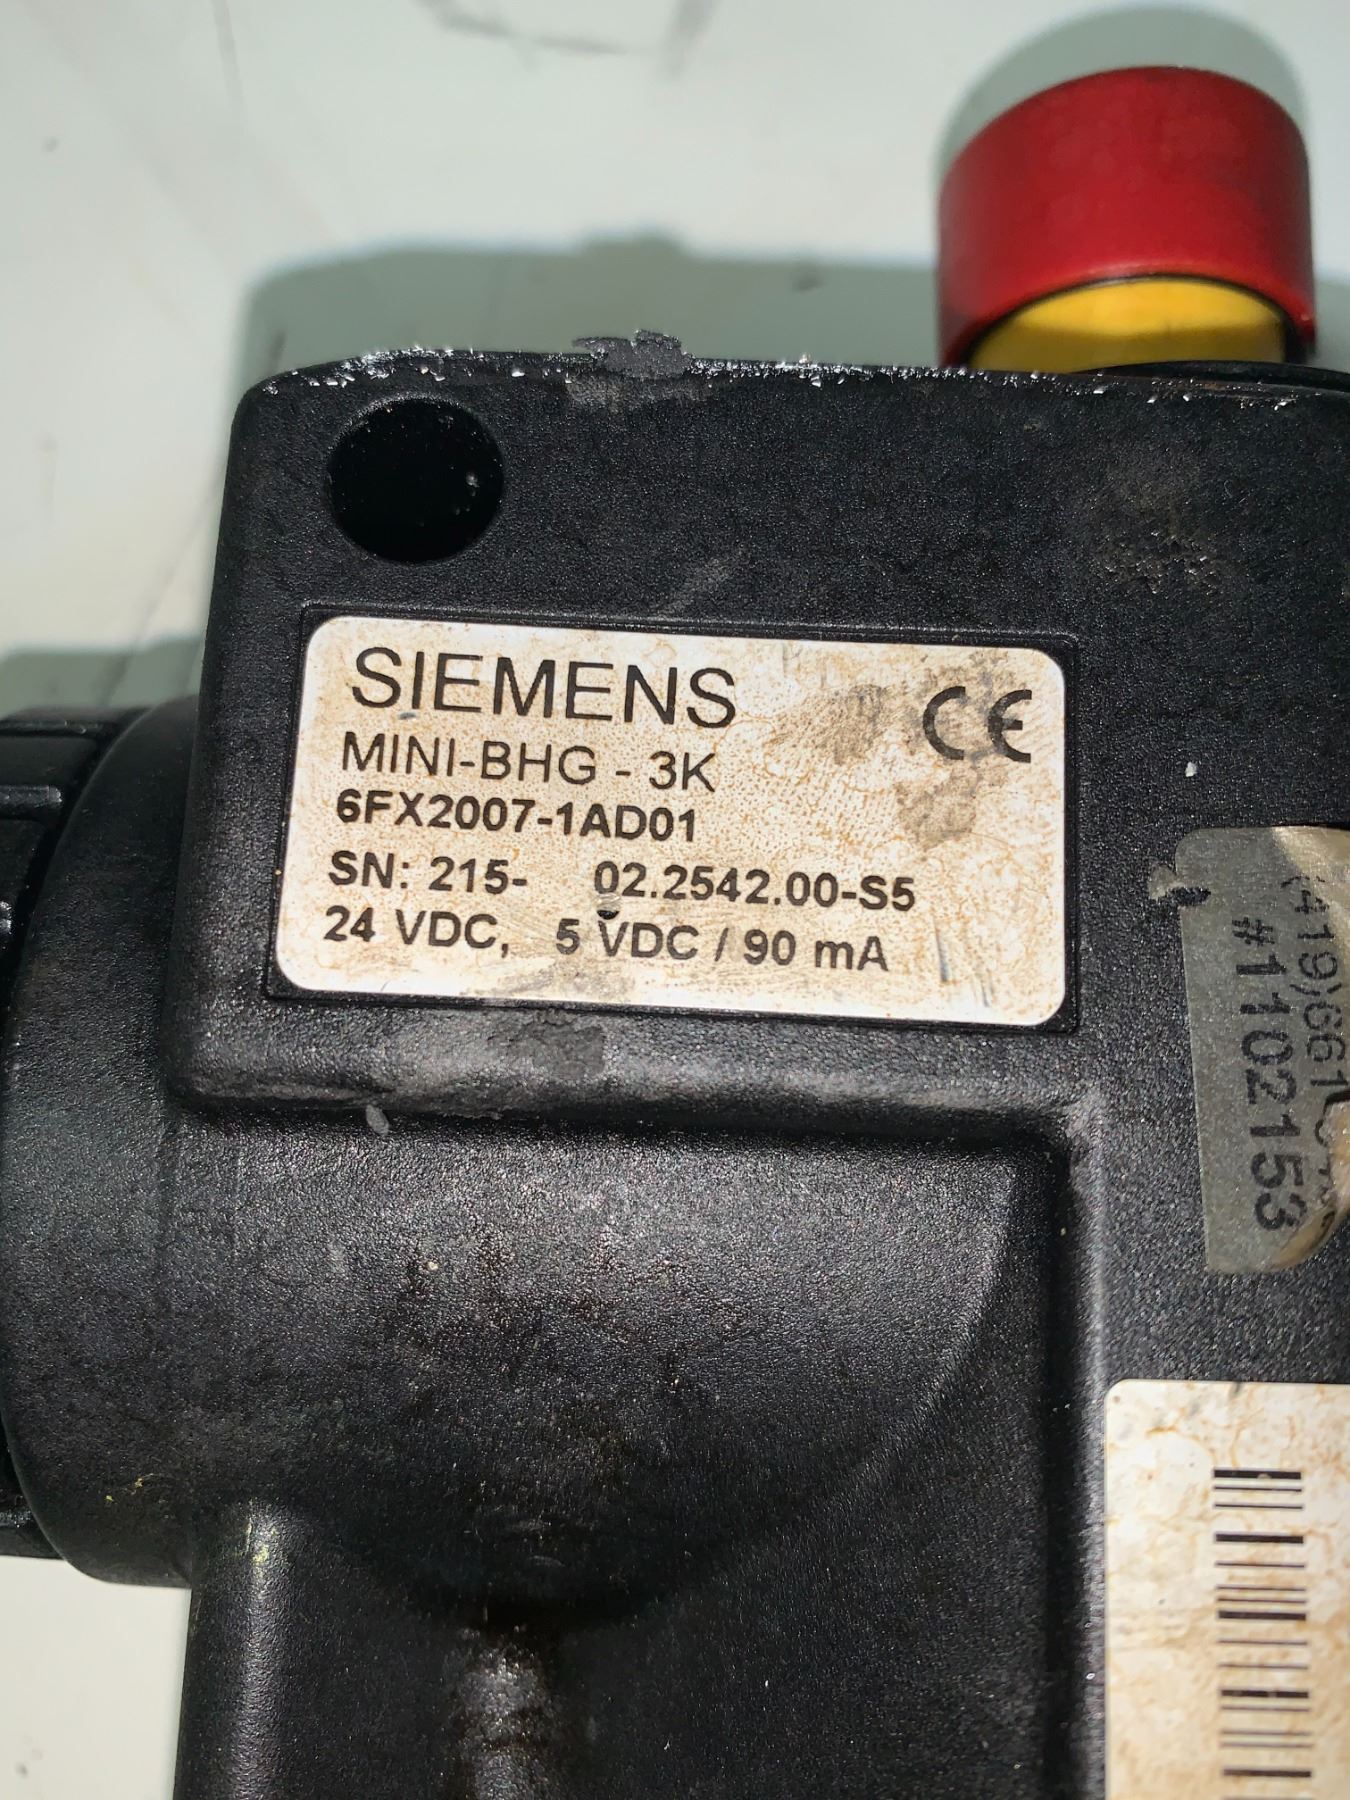 SIEMENS
CE
MINI-BHG - 3K
6FX2007-1AD01
SN: 215- 02.2542.00-S5
24 VDC, 5 VDC / 90 mA
#1102153